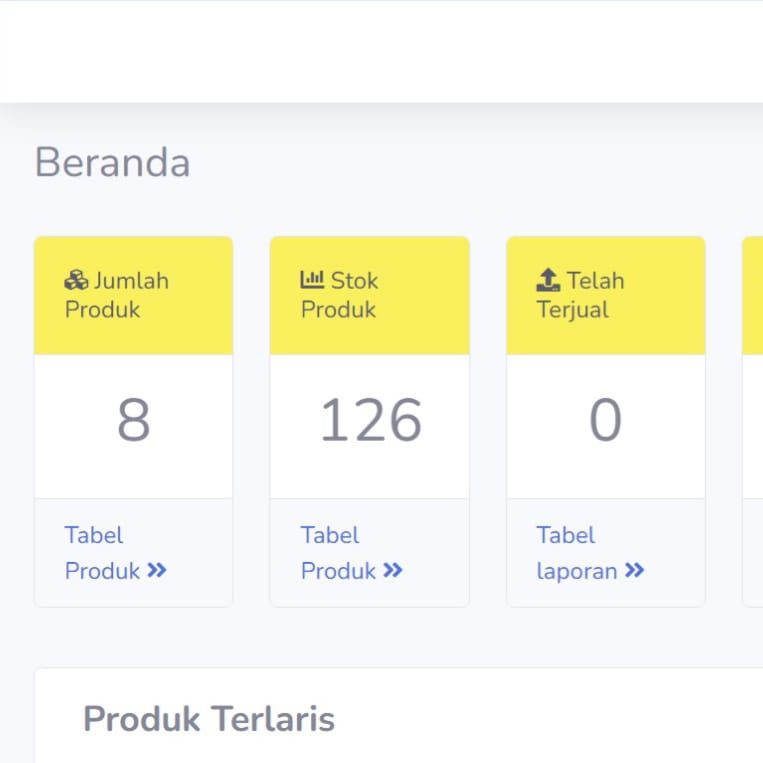 Beranda
Jumlah
Produk
8
Tabel
Produk
Stok
Produk
126
Tabel
Produk
Telah
Terjual
0
Tabel
laporan
Produk Terlaris